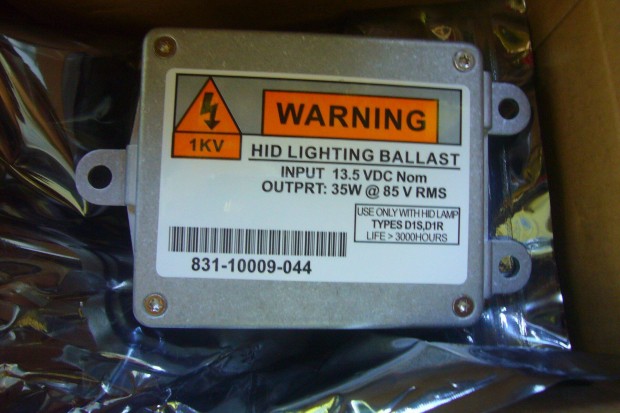 WARNING
1KV
HID LIGHTING BALLAST
INPUT 13.5 VDC Nom
OUTPRT: 35W @ 85 V RMS
USE ONLY WITH HID LAMP
TYPES D1S,D1R
LIFE > 3000HOURS
831-10009-044